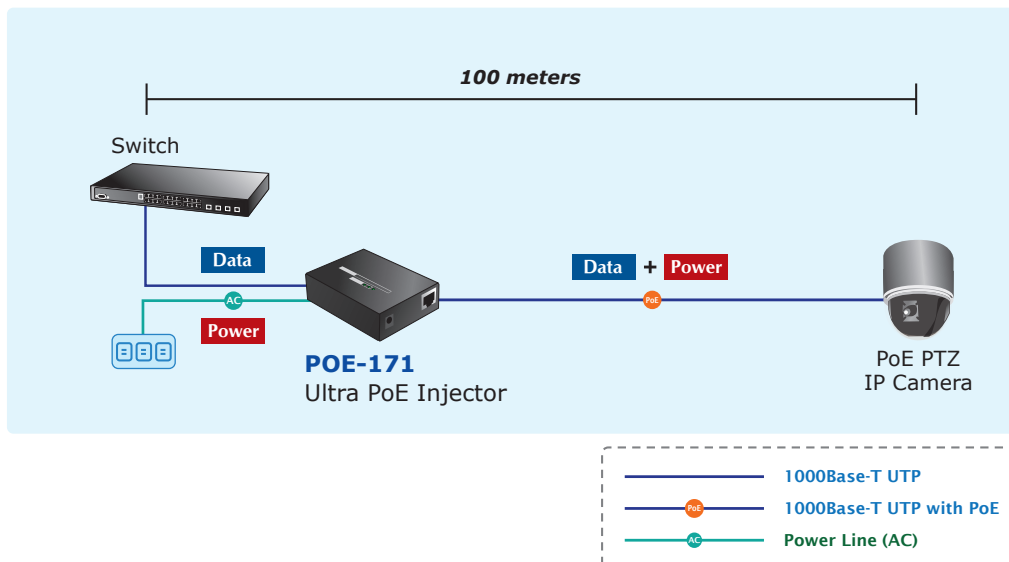 100 meters
Switch
Data
AC
Power
POE-171
Ultra PoE Injector
Data + Power
PoE
PoE PTZ
IP Camera
1000Base-T UTP
PoE
1000Base-T UTP with PoE
AC
Power Line (AC)